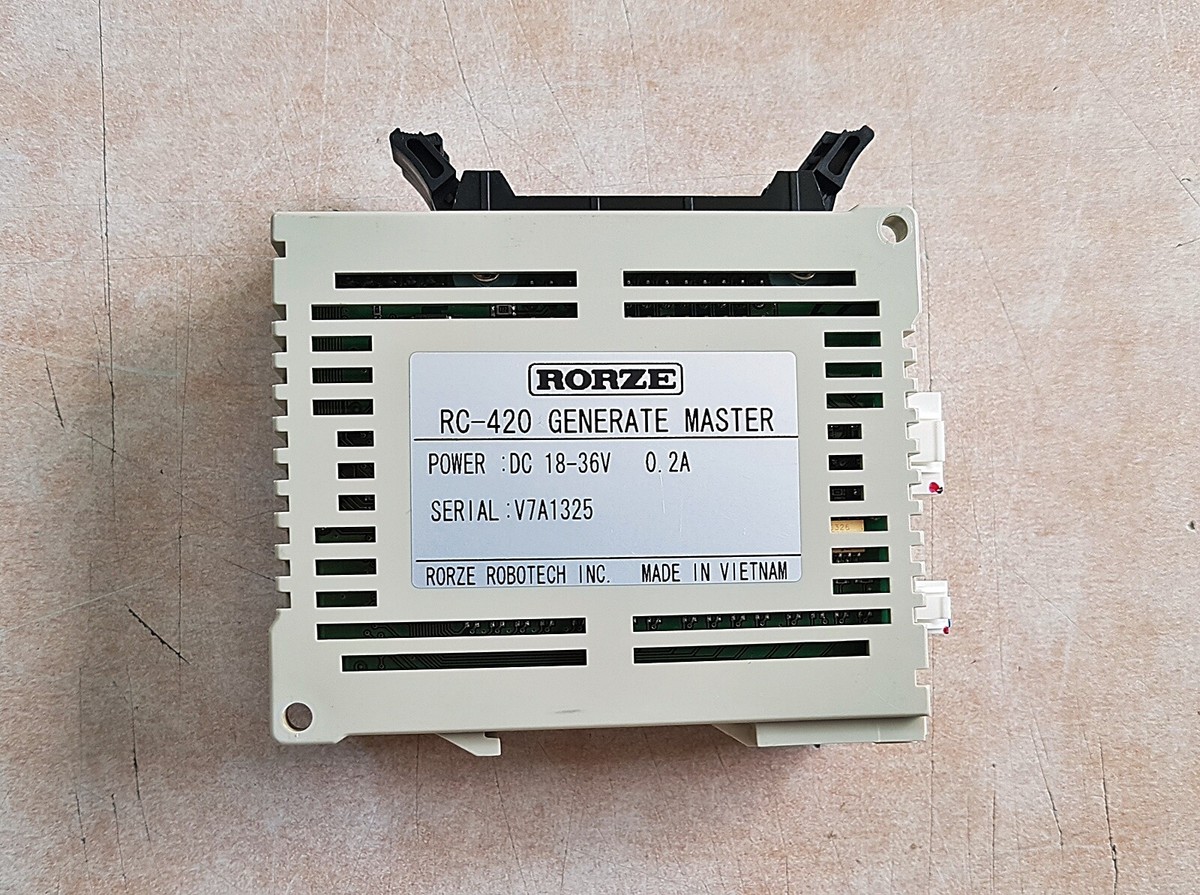 RORZE
RC-420 GENERATE MASTER
POWER :DC 18-36V 0.2A
SERIAL:V7A1325
RORZE ROBOTECH INC. MADE IN VIETNAM